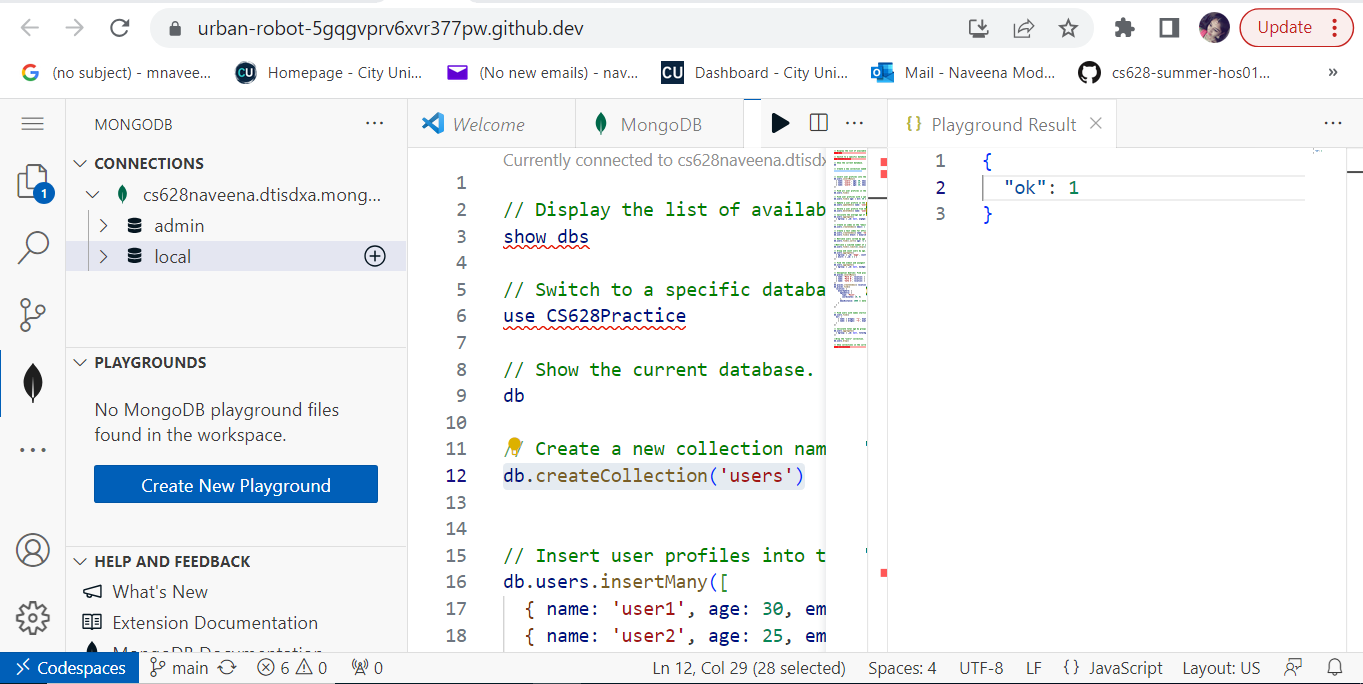 urban-robot-5gqgvprv6xvr377pw.github.dev
Update
(no subject) - mnavee...
Homepage - City Uni...
(No new emails) - nav...
Dashboard - City Uni...
Mail - Naveena Mod...
cs628-summer-hos01...
MONGODB
CONNECTIONS
cs628naveena.dtisdxa.mong...
admin
local
PLAYGROUNDS
No MongoDB playground files
found in the workspace.
Create New Playground
HELP AND FEEDBACK
What's New
Extension Documentation
MongoDB Documentation
1
Welcome
MongoDB
Currently connected to cs628naveena.dtisdx
1
2 // Display the list of availab
3 show dbs
4
5 // Switch to a specific databa
6 use CS628Practice
7
8 // Show the current database.
9 db
10
11 // Create a new collection nam
12 db.createCollection('users')
13
14
15 // Insert user profiles into t
16 db.users.insertMany([
17 { name: 'user1', age: 30, em
18 { name: 'user2', age: 25, em
{} Playground Result
1 {
2 "ok": 1
3 }
Codespaces
main
6
0
0
Ln 12, Col 29 (28 selected)
Spaces: 4
UTF-8
LF
{} JavaScript
Layout: US